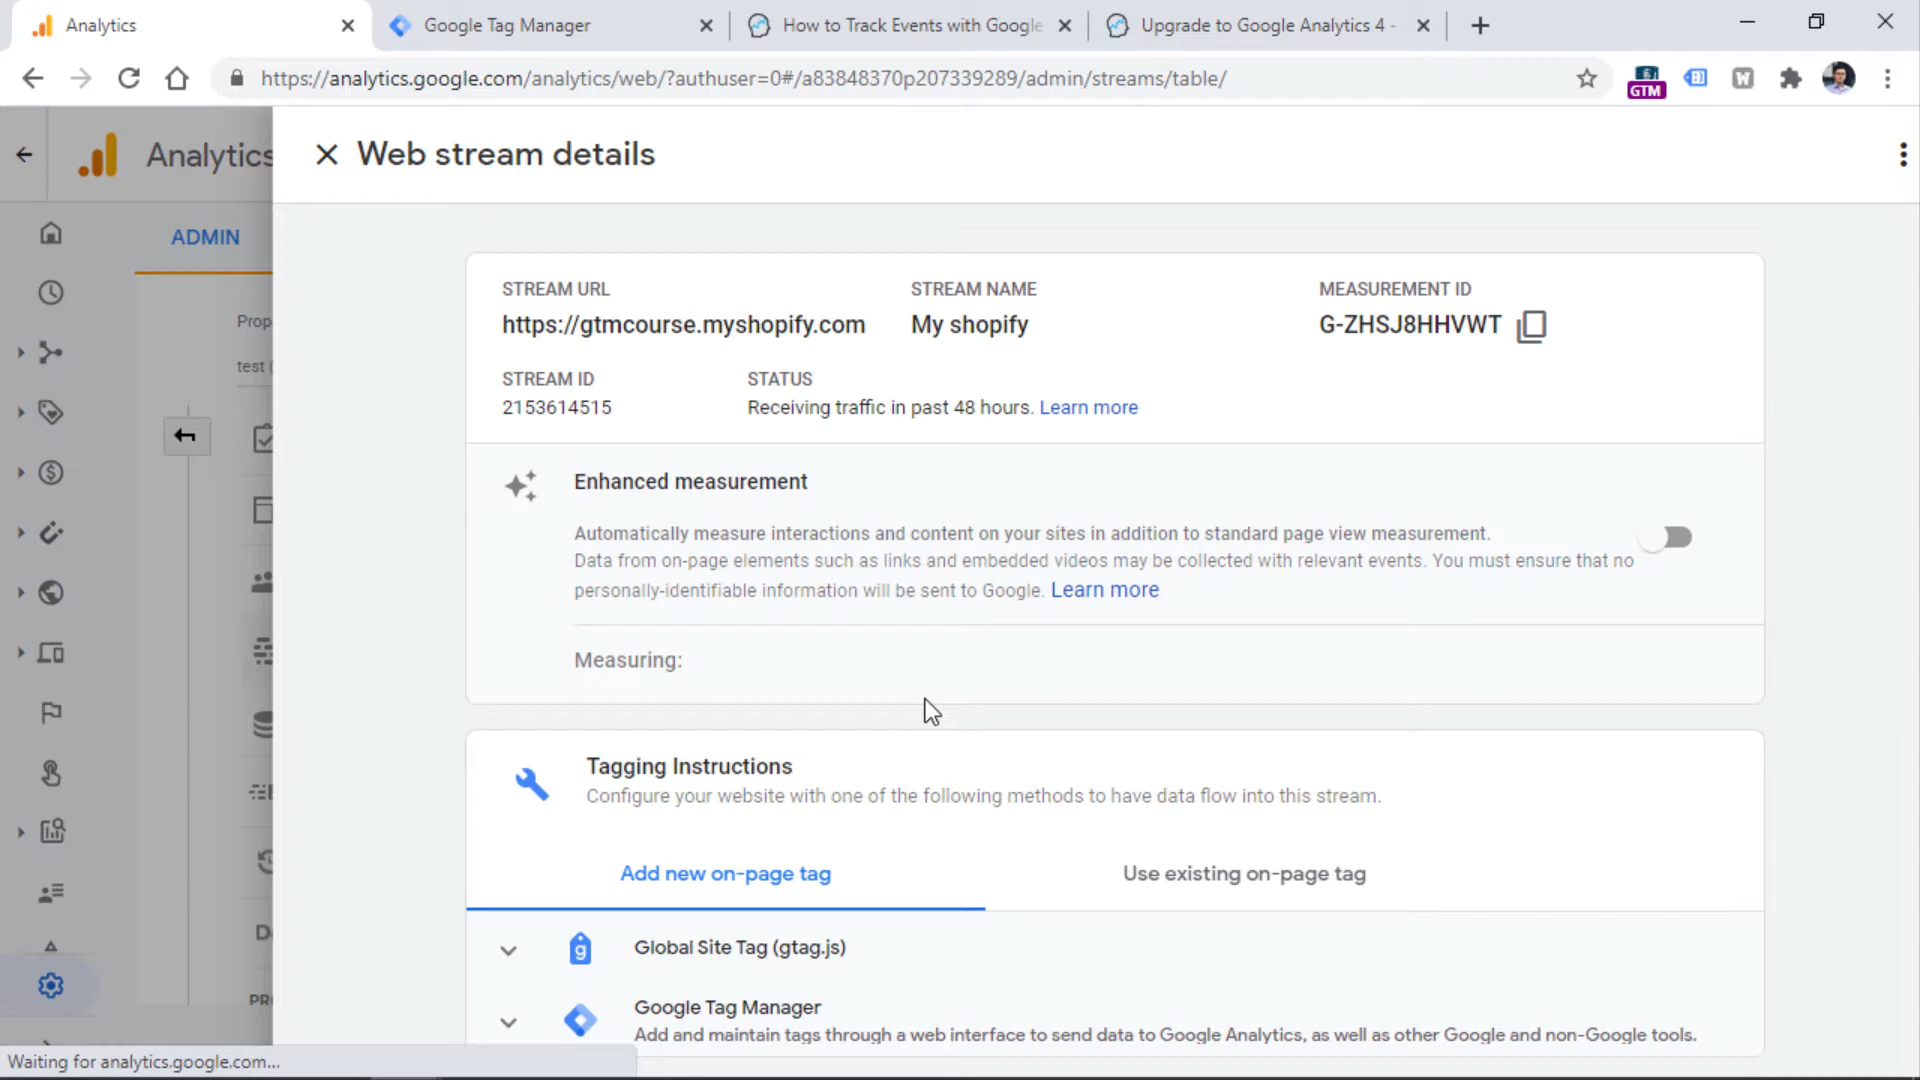 Analytics
Google Tag Manager
How to Track Events with Google
Upgrade to Google Analytics 4 -
https://analytics.google.com/analytics/web/?authuser=0#/a83848370p207339289/admin/streams/table/
GTM
W
Analytics
Web stream details
ADMIN
Prop
test (
STREAM URL
STREAM NAME
MEASUREMENT ID
https://gtmcourse.myshopify.com
My shopify
G-ZHSJ8HHVWT
STREAM ID
STATUS
2153614515
Receiving traffic in past 48 hours. Learn more
Enhanced measurement
Automatically measure interactions and content on your sites in addition to standard page view measurement.
Data from on-page elements such as links and embedded videos may be collected with relevant events. You must ensure that no
personally-identifiable information will be sent to Google. Learn more
Measuring:
Tagging Instructions
Configure your website with one of the following methods to have data flow into this stream.
Add new on-page tag
Use existing on-page tag
g
Global Site Tag (gtag.js)
Google Tag Manager
Add and maintain tags through a web interface to send data to Google Analytics, as well as other Google and non-Google tools.
PR
Waiting for analytics.google.com...